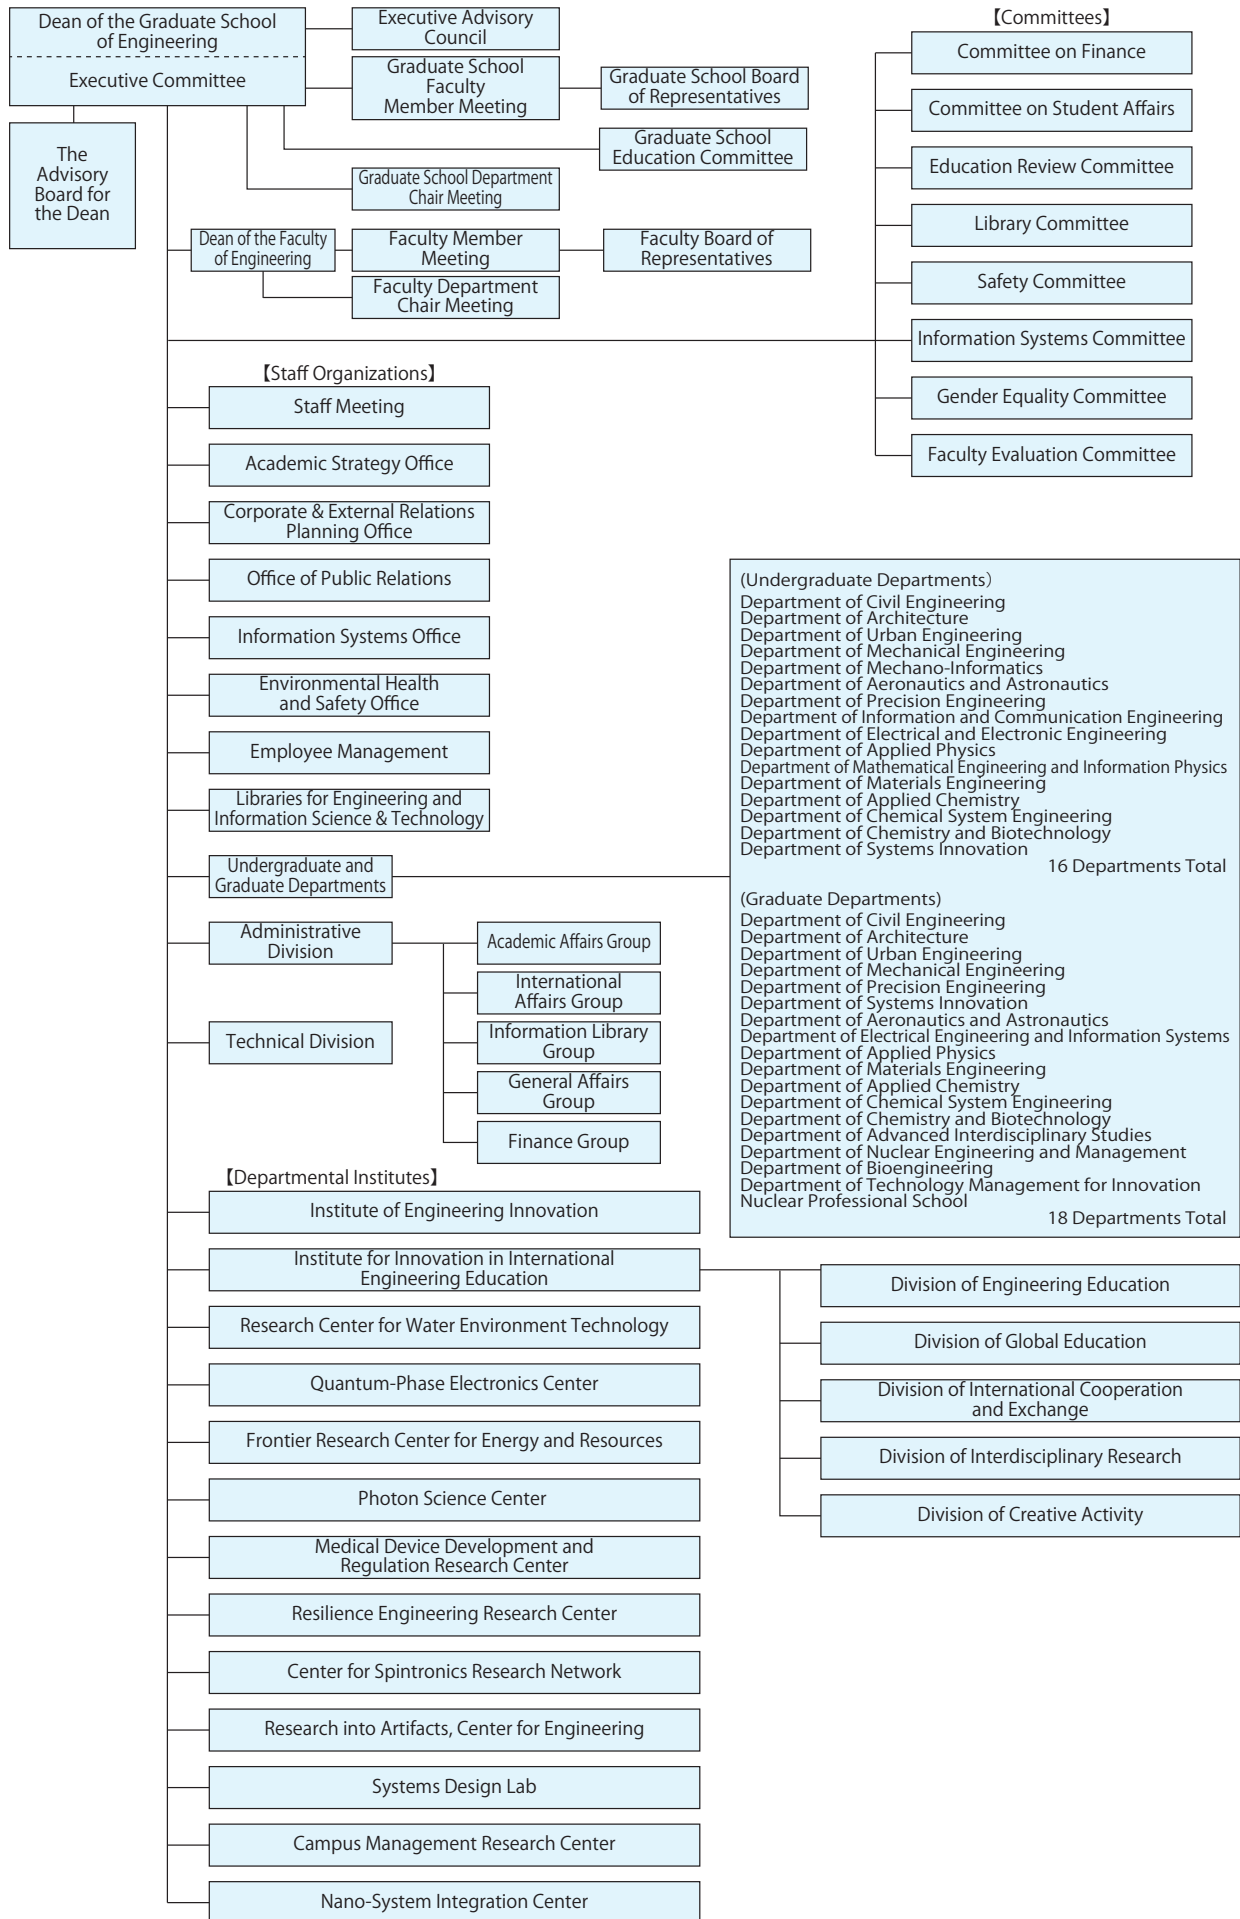 Dean of the Graduate School
of Engineering
Executive Committee
The
Advisory
Board for
the Dean
Executive Advisory
Council
Graduate School
Faculty
Member Meeting
Graduate School Board
of Representatives
Graduate School
Education Committee
Graduate School Department
Chair Meeting
Dean of the Faculty
of Engineering
Faculty Member
Meeting
Faculty Board of
Representatives
Faculty Department
Chair Meeting
【Committees】
Committee on Finance
Committee on Student Affairs
Education Review Committee
Library Committee
Safety Committee
Information Systems Committee
Gender Equality Committee
Faculty Evaluation Committee
【Staff Organizations】
Staff Meeting
Academic Strategy Office
Corporate & External Relations
Planning Office
Office of Public Relations
Information Systems Office
Environmental Health
and Safety Office
Employee Management
Libraries for Engineering and
Information Science & Technology
Undergraduate and
Graduate Departments
(Undergraduate Departments）
Department of Civil Engineering
Department of Architecture
Department of Urban Engineering
Department of Mechanical Engineering
Department of Mechano-Informatics
Department of Aeronautics and Astronautics
Department of Precision Engineering
Department of Information and Communication Engineering
Department of Electrical and Electronic Engineering
Department of Applied Physics
Department of Mathematical Engineering and Information Physics
Department of Materials Engineering
Department of Applied Chemistry
Department of Chemical System Engineering
Department of Chemistry and Biotechnology
Department of Systems Innovation
16 Departments Total
(Graduate Departments)
Department of Civil Engineering
Department of Architecture
Department of Urban Engineering
Department of Mechanical Engineering
Department of Precision Engineering
Department of Systems Innovation
Department of Aeronautics and Astronautics
Department of Electrical Engineering and Information Systems
Department of Applied Physics
Department of Materials Engineering
Department of Applied Chemistry
Department of Chemical System Engineering
Department of Chemistry and Biotechnology
Department of Advanced Interdisciplinary Studies
Department of Nuclear Engineering and Management
Department of Bioengineering
Department of Technology Management for Innovation
Nuclear Professional School
18 Departments Total
Administrative
Division
Academic Affairs Group
International
Affairs Group
Information Library
Group
General Affairs
Group
Finance Group
Technical Division
【Departmental Institutes】
Institute of Engineering Innovation
Institute for Innovation in International
Engineering Education
Division of Engineering Education
Division of Global Education
Division of International Cooperation
and Exchange
Division of Interdisciplinary Research
Division of Creative Activity
Research Center for Water Environment Technology
Quantum-Phase Electronics Center
Frontier Research Center for Energy and Resources
Photon Science Center
Medical Device Development and
Regulation Research Center
Resilience Engineering Research Center
Center for Spintronics Research Network
Research into Artifacts, Center for Engineering
Systems Design Lab
Campus Management Research Center
Nano-System Integration Center